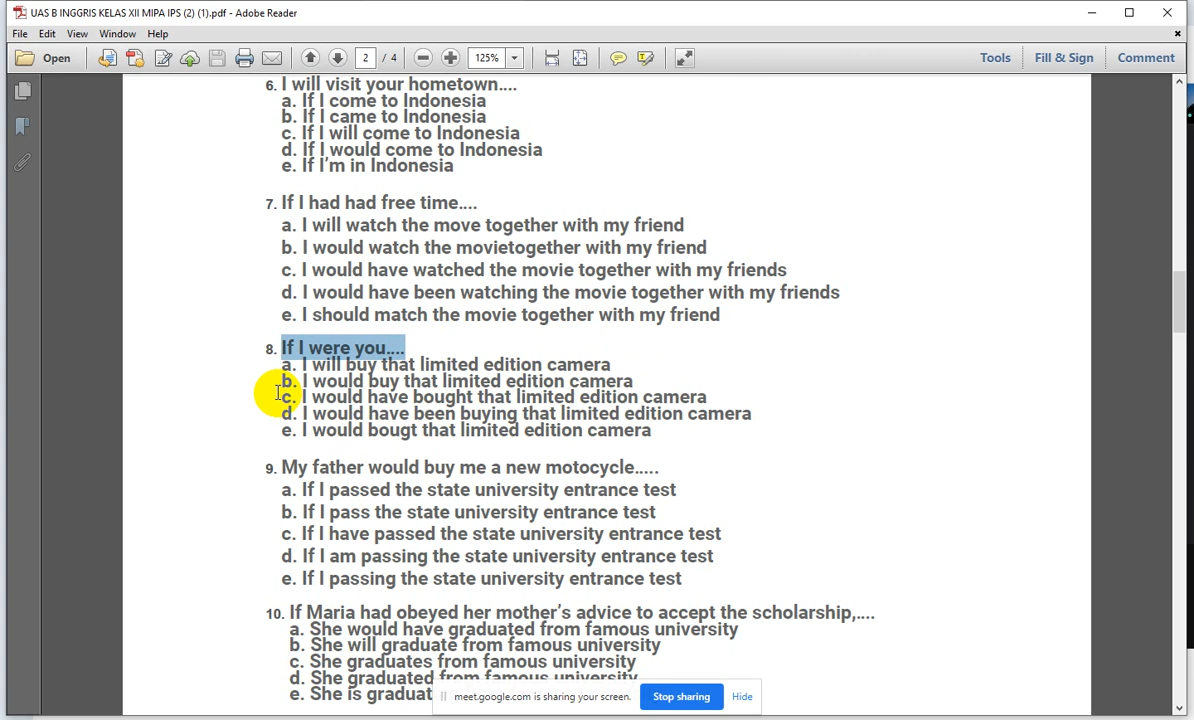 UAS B INGGRIS KELAS XII MIPA IPS (2) (1).pdf - Adobe Reader
File Edit View Window Help
Open 2 / 4 125% Tools Fill & Sign Comment
6. I will visit your hometown....
a. If I come to Indonesia
b. If I came to Indonesia
c. If I will come to Indonesia
d. If I would come to Indonesia
e. If I'm in Indonesia
7. If I had had free time....
a. I will watch the move together with my friend
b. I would watch the movietogether with my friend
c. I would have watched the movie together with my friends
d. I would have been watching the movie together with my friends
e. I should match the movie together with my friend
8. If I were you....
a. I will buy that limited edition camera
b. I would buy that limited edition camera
c. I would have bought that limited edition camera
d. I would have been buying that limited edition camera
e. I would bougt that limited edition camera
9. My father would buy me a new motocycle.....
a. If I passed the state university entrance test
b. If I pass the state university entrance test
c. If I have passed the state university entrance test
d. If I am passing the state university entrance test
e. If I passing the state university entrance test
10. If Maria had obeyed her mother's advice to accept the scholarship,....
a. She would have graduated from famous university
b. She will graduate from famous university
c. She graduates from famous university
d. She graduated from famous university
e. She is graduat
meet.google.com is sharing your screen. Stop sharing Hide